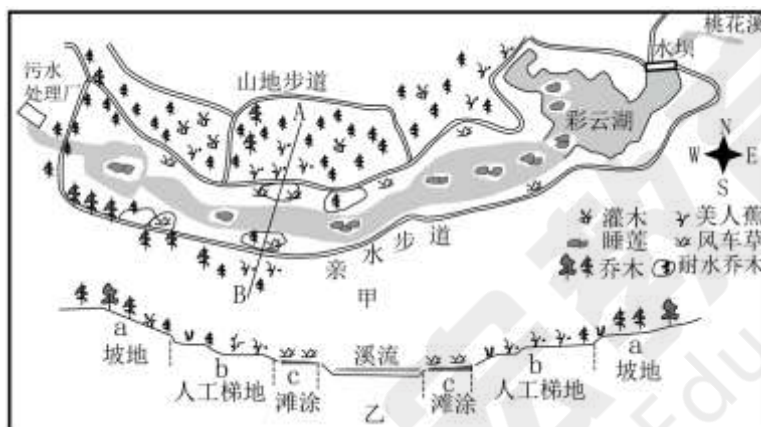 桃花溪
水坝
污水
处理厂
山地步道
A
彩云湖
N
W E
S
灌木 美人蕉
睡莲 风车草
乔木 耐水乔木
亲水步道
B
甲
a
坡地
b
人工梯地
c
滩涂
溪流
c
滩涂
b
人工梯地
a
坡地
乙